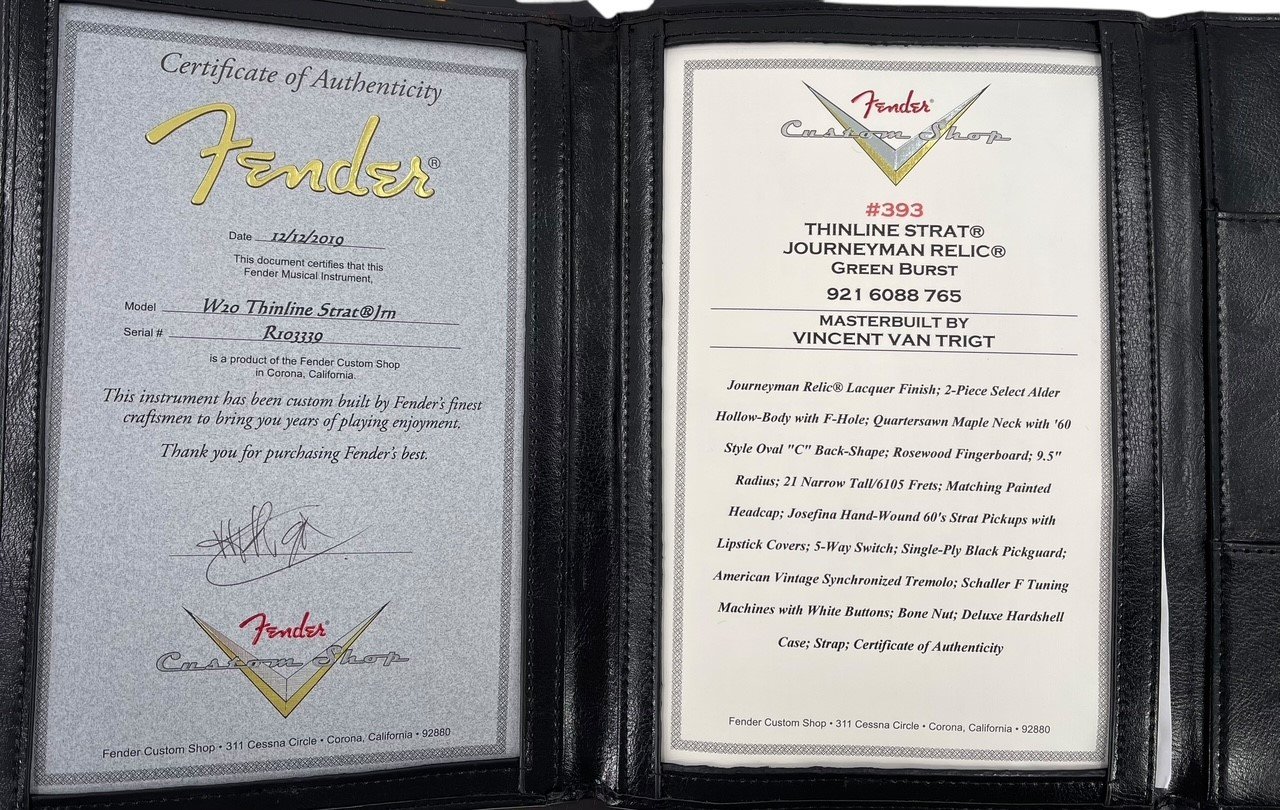 Certificate of Authenticity
Fender®
Date 12/12/2019
This document certifies that this
Fender Musical Instrument,
Model W20 Thinline Strat®Jrn
Serial # R103339
is a product of the Fender Custom Shop
in Corona, California.
This instrument has been custom built by Fender's finest
craftsmen to bring you years of playing enjoyment.
Thank you for purchasing Fender's best.
Fender®
Custom Shop
Fender Custom Shop • 311 Cessna Circle • Corona, California • 92880
Fender®
Custom Shop
#393
THINLINE STRAT®
JOURNEYMAN RELIC®
GREEN BURST
921 6088 765
MASTERBUILT BY
VINCENT VAN TRIGT
Journeyman Relic® Lacquer Finish; 2-Piece Select Alder
Hollow-Body with F-Hole; Quartersawn Maple Neck with '60
Style Oval "C" Back-Shape; Rosewood Fingerboard; 9.5"
Radius; 21 Narrow Tall/6105 Frets; Matching Painted
Headcap; Josefina Hand-Wound 60's Strat Pickups with
Lipstick Covers; 5-Way Switch; Single-Ply Black Pickguard;
American Vintage Synchronized Tremolo; Schaller F Tuning
Machines with White Buttons; Bone Nut; Deluxe Hardshell
Case; Strap; Certificate of Authenticity
Fender Custom Shop • 311 Cessna Circle • Corona, California • 92880